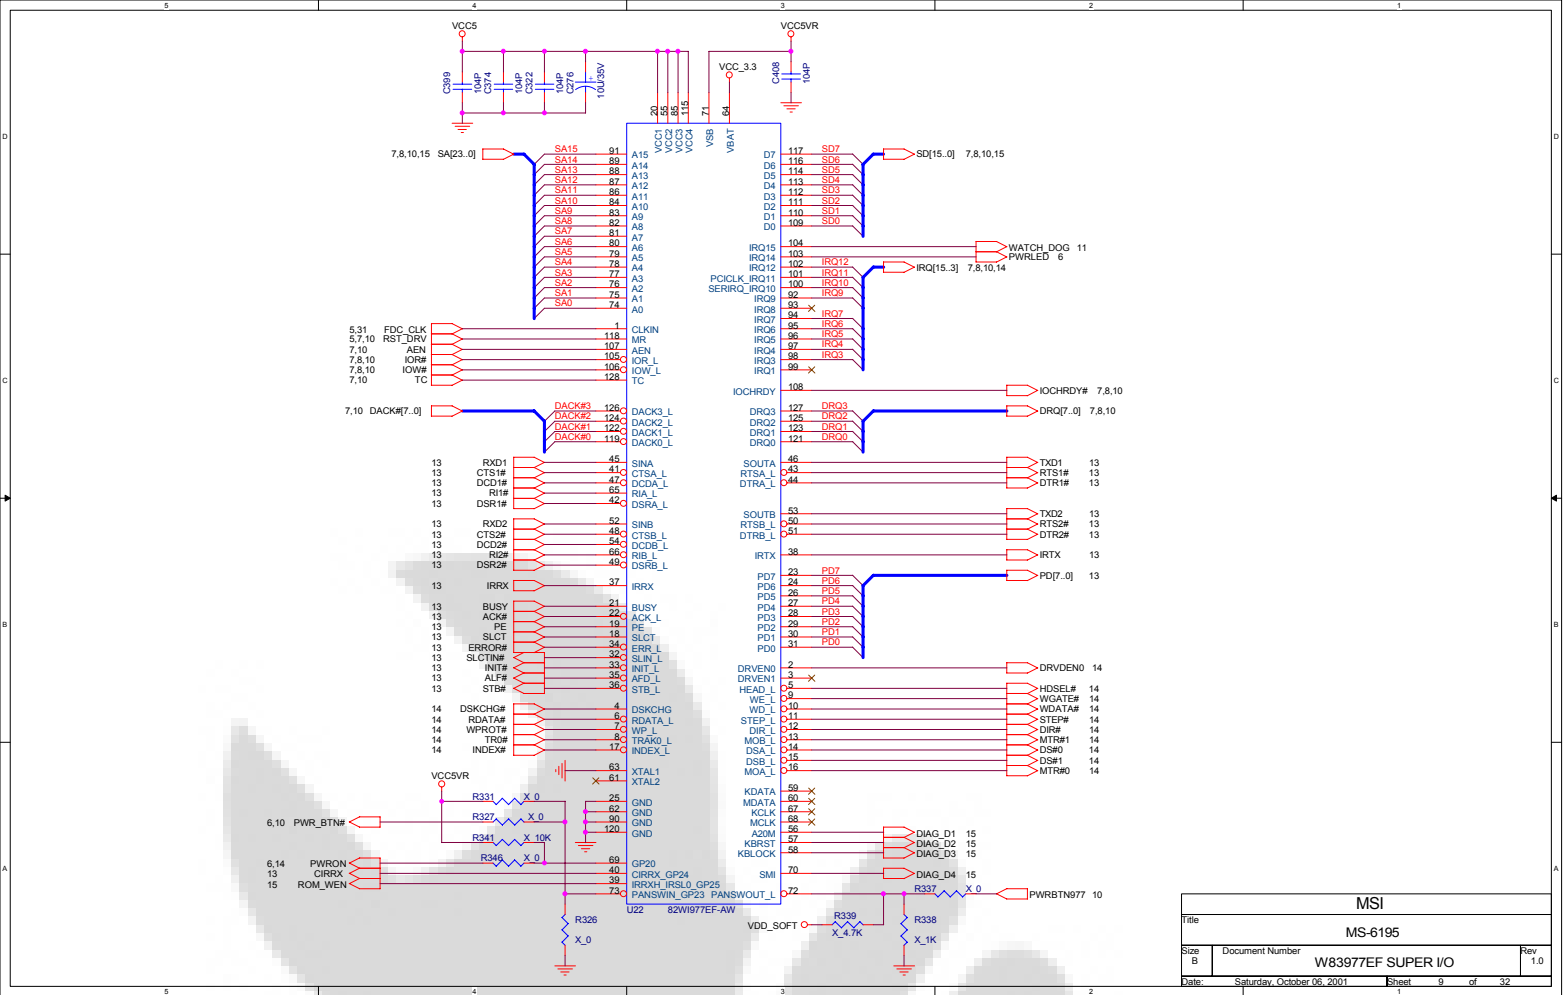 5 4 3 2 1
VCC5 VCC5VR
VCC_3.3
C399 104P C374 104P C322 104P C276 10U/35V + C408 104P
20 55 85 115 71 64
VCC1 VCC2 VCC3 VCC4 VSB VBAT
D D
7,8,10,15 SA[23..0] SA15 91 A15 D7 117 SD7 SD[15..0] 7,8,10,15
SA14 89 A14 D6 116 SD6
SA13 88 A13 D5 114 SD5
SA12 87 A12 D4 113 SD4
SA11 86 A11 D3 112 SD3
SA10 84 A10 D2 111 SD2
SA9 83 A9 D1 110 SD1
SA8 82 A8 D0 109 SD0
SA7 81 A7
SA6 80 A6 IRQ15 104 WATCH_DOG 11
SA5 79 A5 IRQ14 103 PWRLED 6
SA4 78 A4 IRQ12 102 IRQ12 IRQ[15..3] 7,8,10,14
SA3 77 A3 PCICLK_IRQ11 101 IRQ11
SA2 76 A2 SERIRQ_IRQ10 100 IRQ10
SA1 75 A1 IRQ9 92 IRQ9
SA0 74 A0 IRQ8 93
IRQ7 94 IRQ7
5,31 FDC_CLK 1 CLKIN IRQ6 95 IRQ6
5,7,10 RST_DRV 118 MR IRQ5 96 IRQ5
7,10 AEN 107 AEN IRQ4 97 IRQ4
7,8,10 IOR# 105 IOR_L IRQ3 98 IRQ3
7,8,10 IOW# 106 IOW_L IRQ1 99
7,10 TC 128 TC
C C
IOCHRDY 108 IOCHRDY# 7,8,10
7,10 DACK#[7..0] DACK#3 126 DACK3_L DRQ3 127 DRQ3 DRQ[7..0] 7,8,10
DACK#2 124 DACK2_L DRQ2 125 DRQ2
DACK#1 122 DACK1_L DRQ1 123 DRQ1
DACK#0 119 DACK0_L DRQ0 121 DRQ0
13 RXD1 45 SINA SOUTA 46 TXD1 13
13 CTS1# 41 CTSA_L RTSA_L 43 RTS1# 13
13 DCD1# 47 DCDA_L DTRA_L 44 DTR1# 13
13 RI1# 65 RIA_L
13 DSR1# 42 DSRA_L
SOUTB 53 TXD2 13
13 RXD2 52 SINB RTSB_L 50 RTS2# 13
13 CTS2# 48 CTSB_L DTRB_L 51 DTR2# 13
13 DCD2# 54 DCDB_L
13 RI2# 66 RIB_L IRTX 38 IRTX 13
13 DSR2# 49 DSRB_L
PD7 23 PD7 PD[7..0] 13
13 IRRX 37 IRRX PD6 24 PD6
PD5 26 PD5
13 BUSY 21 BUSY PD4 27 PD4
13 ACK# 22 ACK_L PD3 28 PD3
B B
13 PE 19 PE PD2 29 PD2
13 SLCT 18 SLCT PD1 30 PD1
13 ERROR# 34 ERR_L PD0 31 PD0
13 SLCTIN# 32 SLIN_L
13 INIT# 33 INIT_L DRVEN0 2 DRVDEN0 14
13 ALF# 35 AFD_L DRVEN1 3
13 STB# 36 STB_L HEAD_L 5 HDSEL# 14
WE_L 9 WGATE# 14
14 DSKCHG# 4 DSKCHG WD_L 10 WDATA# 14
14 RDATA# 6 RDATA_L STEP_L 11 STEP# 14
14 WPROT# 7 WP_L DIR_L 12 DIR# 14
14 TR0# 8 TRAK0_L MOB_L 13 MTR#1 14
14 INDEX# 17 INDEX_L DSA_L 14 DS#0 14
DSB_L 15 DS#1 14
63 XTAL1 MOA_L 16 MTR#0 14
VCC5VR 61 XTAL2
KDATA 59
R331 X_0 25 GND MDATA 60
62 GND KCLK 67
6,10 PWR_BTN# R327 X_0 90 GND MCLK 68
120 GND A20M 56 DIAG_D1 15
R341 X_10K KBRST 57 DIAG_D2 15
KBLOCK 58 DIAG_D3 15
6,14 PWRON R346 X_0 69 GP20
A A
13 CIRRX 40 CIRRX_GP24 SMI 70 DIAG_D4 15
15 ROM_WEN 39 IRRXH_IRSL0_GP25
73 PANSWIN_GP23 PANSWOUT_L 72 R337 X_0 PWRBTN977 10
U22 82WI977EF-AW
R326 X_0 VDD_SOFT R339 X_4.7K R338 X_1K
MSI
Title
MS-6195
Size Document Number Rev
B W83977EF SUPER I/O 1.0
Date: Saturday, October 06, 2001 Sheet 9 of 32
5 4 3 2 1